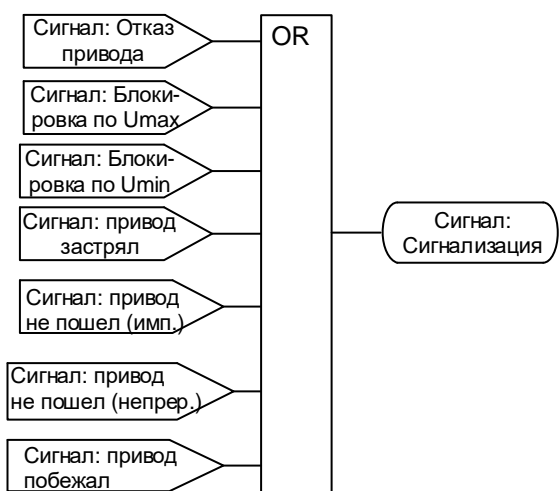 Сигнал: Отказ
привода
OR
Сигнал: Блоки-
ровка по Umax
Сигнал: Блоки-
ровка по Umin
Сигнал: привод
застрял
Сигнал:
Сигнализация
Сигнал: привод
не пошел (имп.)
Сигнал: привод
не пошел (непрер.)
Сигнал: привод
побежал